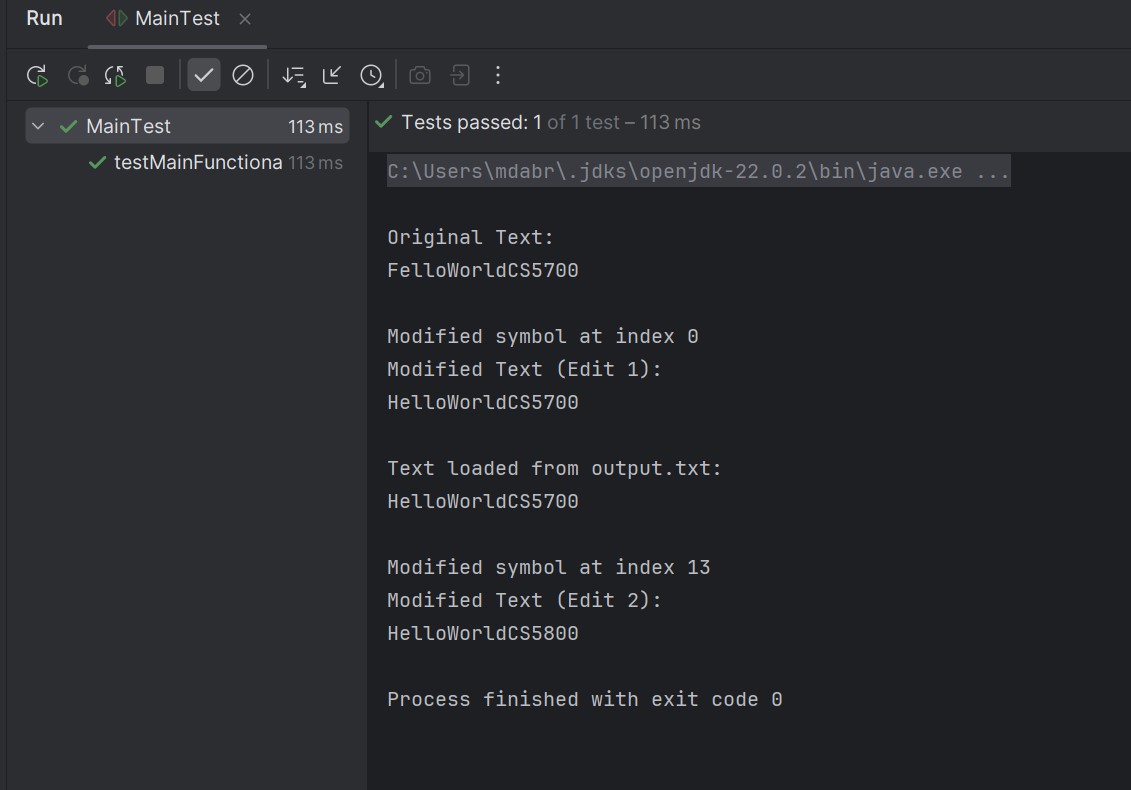 Run MainTest
MainTest 113 ms
testMainFunctiona 113 ms
Tests passed: 1 of 1 test – 113 ms
C:\Users\mdabr\.jdks\openjdk-22.0.2\bin\java.exe ...
Original Text:
FelloWorldCS5700
Modified symbol at index 0
Modified Text (Edit 1):
HelloWorldCS5700
Text loaded from output.txt:
HelloWorldCS5700
Modified symbol at index 13
Modified Text (Edit 2):
HelloWorldCS5800
Process finished with exit code 0